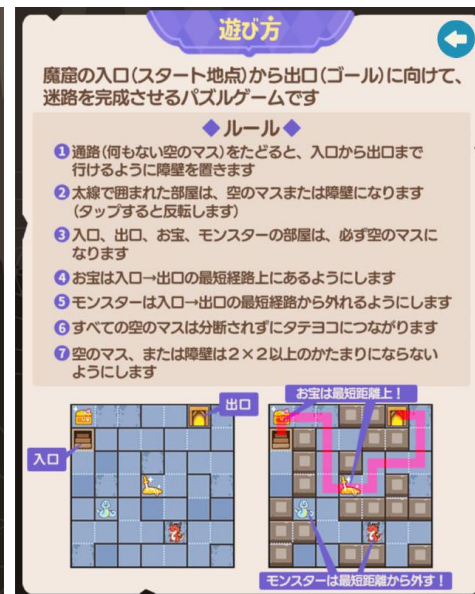 遊び方
魔窟の入口(スタート地点)から出口(ゴール)に向けて、
迷路を完成させるパズルゲームです
◆ルール◆
❶通路(何もない空のマス)をたどると、入口から出口まで
行けるように障壁を置きます
❷太線で囲まれた部屋は、空のマスまたは障壁になります
(タップすると反転します)
❸入口、出口、お宝、モンスターの部屋は、必ず空のマスに
なります
❹お宝は入口→出口の最短経路上にあるようにします
❺モンスターは入口→出口の最短経路から外れるようにします
❻すべての空のマスは分断されずにタテヨコにつながります
❼空のマス、または障壁は2×2以上のかたまりにならない
ようにします
お宝は最短距離上!
出口
入口
モンスターは最短距離から外す!